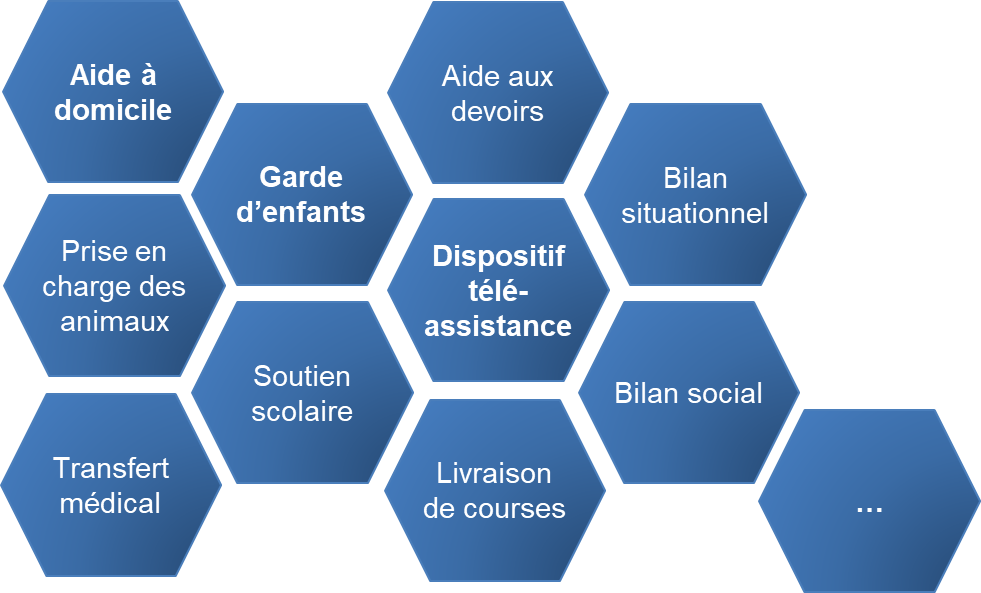 Aide à
domicile
Aide aux
devoirs
Garde
d’enfants
Bilan
situationnel
Prise en
charge des
animaux
Dispositif
télé-
assistance
Soutien
scolaire
Bilan social
Transfert
médical
Livraison
de courses
...